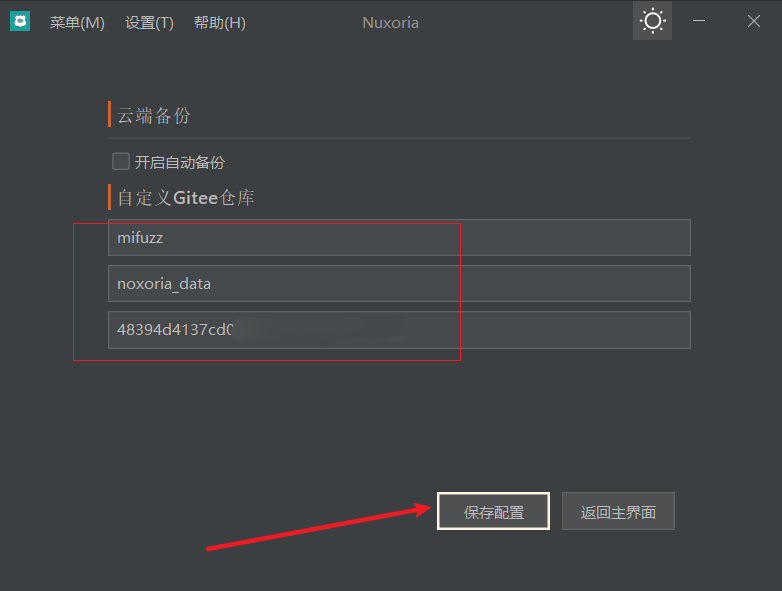 菜单(M) 设置(T) 帮助(H) Nuxoria
云端备份
开启自动备份
自定义Gitee仓库
mifuzz
noxoria_data
48394d4137cd0
保存配置 返回主界面